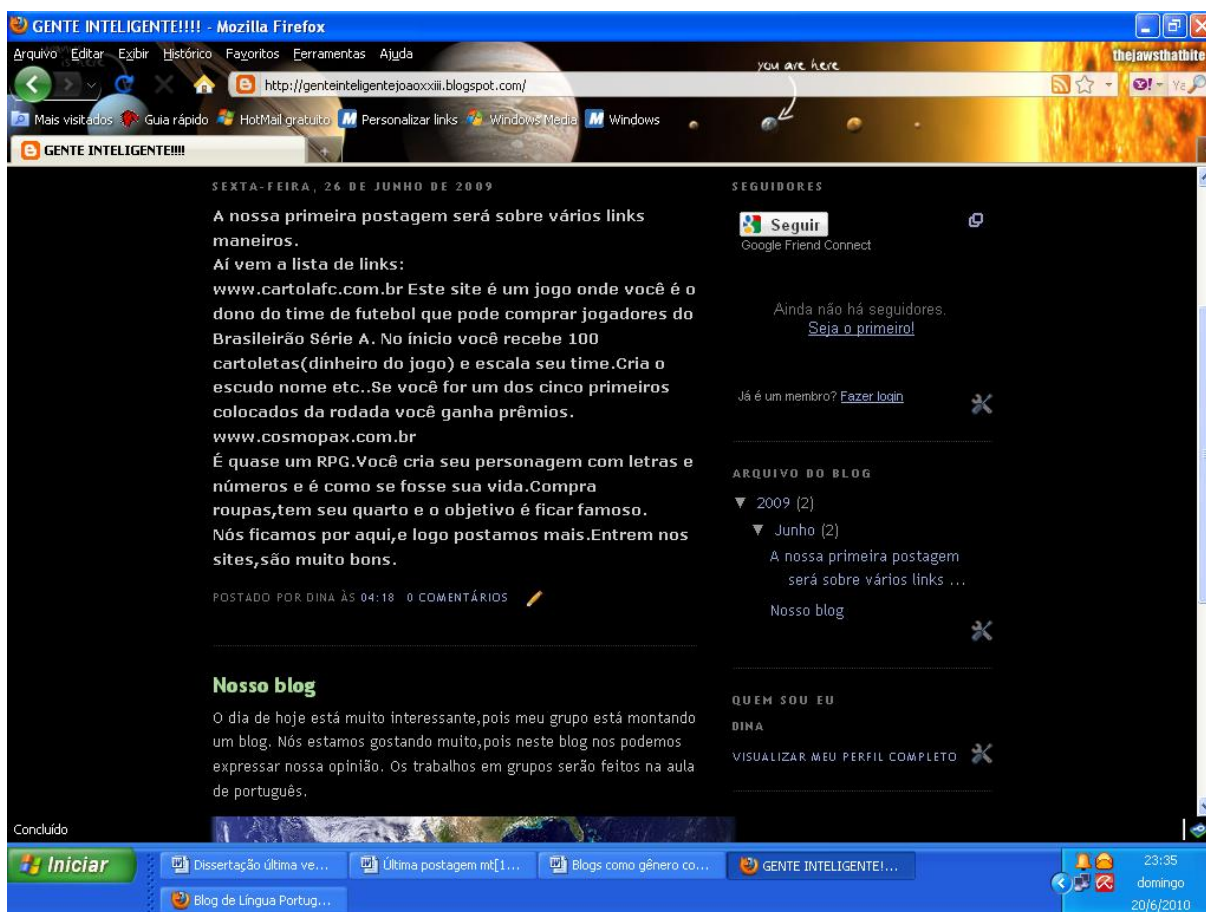 GENTE INTELIGENTE!!!! - Mozilla Firefox
Arquivo Editar Exibir Histórico Favoritos Ferramentas Ajuda
you are here
thejawsthatbite
http://genteinteligentejoaoxxiii.blogspot.com/
Mais visitados Guia rápido HotMail gratuito Personalizar links Windows Media Windows
GENTE INTELIGENTE!!!!
SEXTA-FEIRA, 26 DE JUNHO DE 2009
A nossa primeira postagem será sobre vários links
maneiros.
Aí vem a lista de links:
www.cartolafc.com.br Este site é um jogo onde você é o
dono do time de futebol que pode comprar jogadores do
Brasileirão Série A. No ínicio você recebe 100
cartoletas(dinheiro do jogo) e escala seu time.Cria o
escudo nome etc..Se você for um dos cinco primeiros
colocados da rodada você ganha prêmios.
www.cosmopax.com.br
É quase um RPG.Você cria seu personagem com letras e
números e é como se fosse sua vida.Compra
roupas,tem seu quarto e o objetivo é ficar famoso.
Nós ficamos por aqui,e logo postamos mais.Entrem nos
sites,são muito bons.
POSTADO POR DINA ÀS 04:18 0 COMENTÁRIOS
Nosso blog
O dia de hoje está muito interessante,pois meu grupo está montando
um blog. Nós estamos gostando muito,pois neste blog nos podemos
expressar nossa opinião. Os trabalhos em grupos serão feitos na aula
de português.
SEGUIDORES
Seguir
Google Friend Connect
Ainda não há seguidores.
Seja o primeiro!
Já é um membro? Fazer login
ARQUIVO DO BLOG
▼ 2009 (2)
▼ Junho (2)
A nossa primeira postagem
será sobre vários links ...
Nosso blog
QUEM SOU EU
DINA
VISUALIZAR MEU PERFIL COMPLETO
Concluído
Iniciar
Dissertação última ve...
Última postagem mt[1...
Blogs como gênero co...
GENTE INTELIGENTE!...
Blog de Língua Portug...
23:35
domingo
20/6/2010